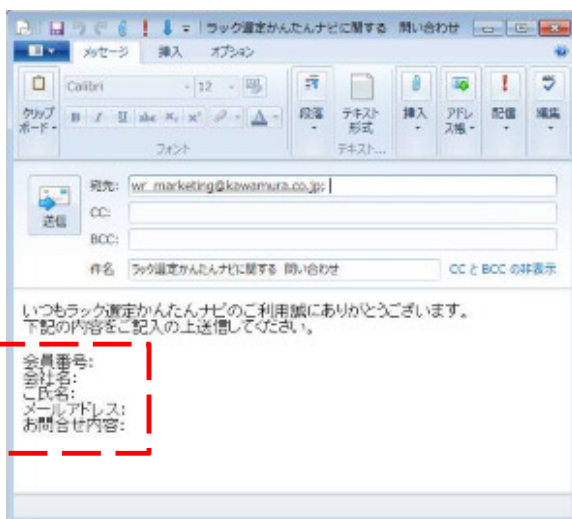 ラック選定かんたんナビに関する 問い合わせ
メッセージ 挿入 オプション
Calibri 12
クリップボード
段落
テキスト形式
挿入
アドレス帳
配信
編集
B I U abc X₂ X² A
フォント
テキスト...
宛先: wr_marketing@kawamura.co.jp;
送信
CC:
BCC:
件名 ラック選定かんたんナビに関する 問い合わせ
CC と BCC の非表示
いつもラック選定かんたんナビのご利用誠にありがとうございます。
下記の内容をご記入の上送信してください。
会員番号:
会社名:
ご氏名:
メールアドレス:
お問合せ内容: